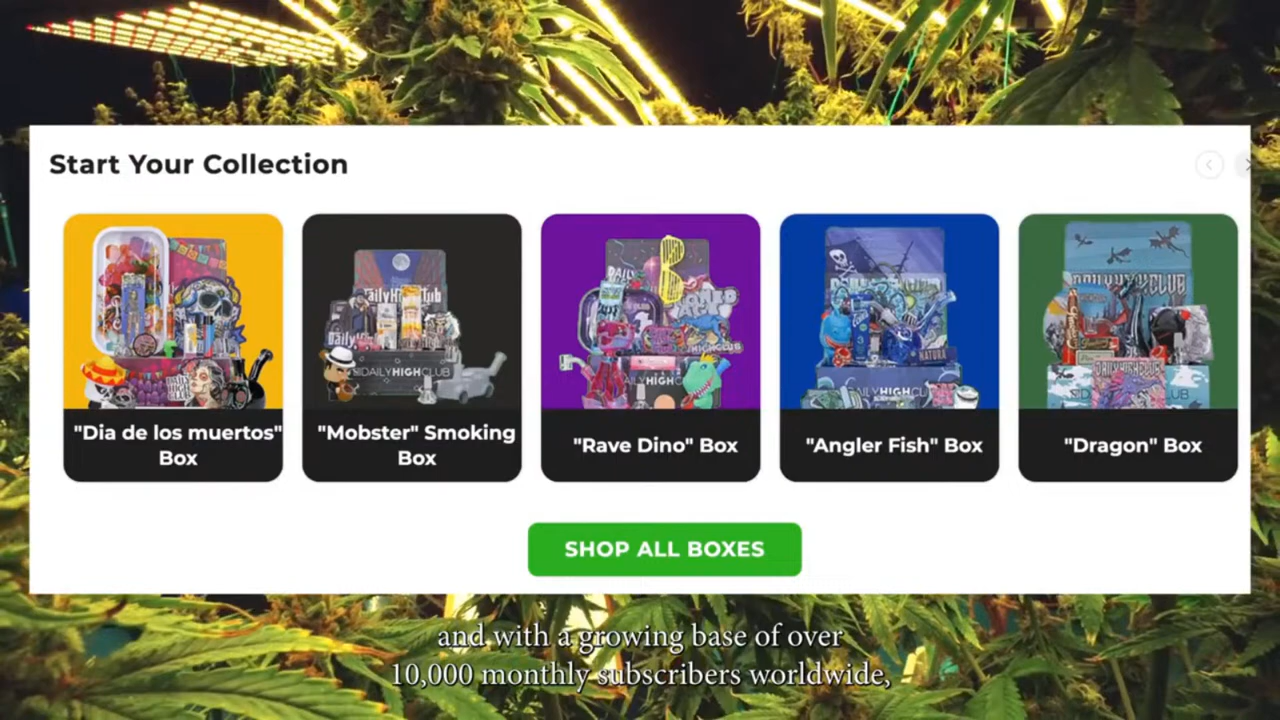 Start Your Collection
DAILYHIGHCLUB
"Dia de los muertos"
Box
"Mobster" Smoking
Box
"Rave Dino" Box
"Angler Fish" Box
"Dragon" Box
SHOP ALL BOXES
and with a growing base of over
10,000 monthly subscribers worldwide,